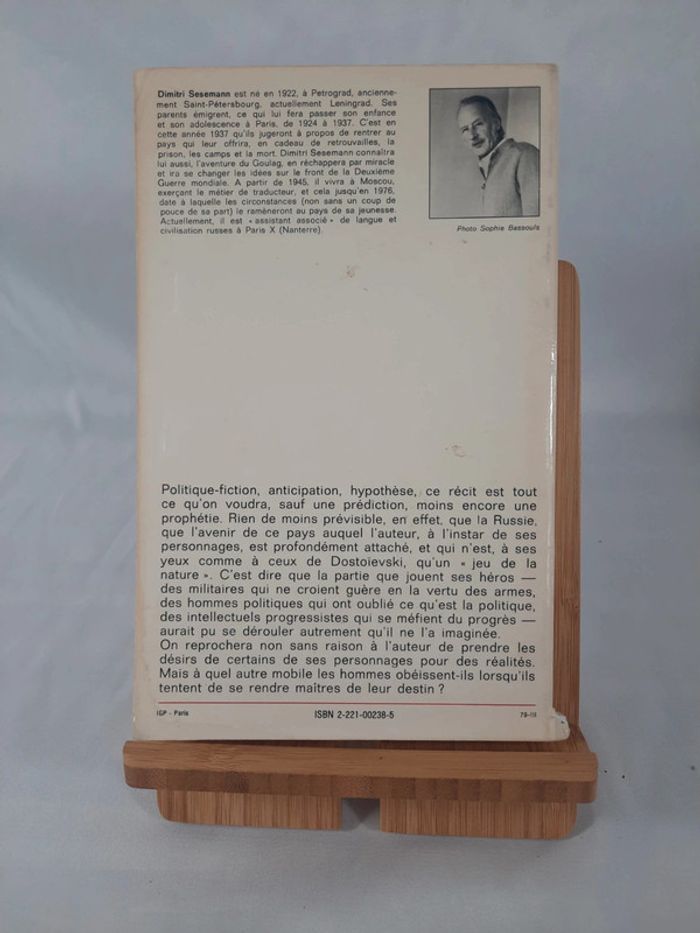 Dimitri Sesemann est né en 1922, à Petrograd, ancienne-
ment Saint-Pétersbourg, actuellement Leningrad. Ses
parents émigrent, ce qui lui fera passer son enfance
et son adolescence à Paris, de 1924 à 1937. C'est en
cette année 1937 qu'ils jugeront à propos de rentrer au
pays qui leur offrira, en cadeau de retrouvailles, la
prison, les camps et la mort. Dimitri Sesemann connaîtra
lui aussi, l'aventure du Goulag, en réchappera par miracle
et ira se changer les idées sur le front de la Deuxième
Guerre mondiale. A partir de 1945, il vivra à Moscou,
exerçant le métier de traducteur, et cela jusqu'en 1976,
date à laquelle les circonstances (non sans un coup de
pouce de sa part) le ramèneront au pays de sa jeunesse.
Actuellement, il est « assistant associé » de langue et
civilisation russes à Paris X (Nanterre).
Photo Sophie Bassouls
Politique-fiction, anticipation, hypothèse, ce récit est tout
ce qu'on voudra, sauf une prédiction, moins encore une
prophétie. Rien de moins prévisible, en effet, que la Russie,
que l'avenir de ce pays auquel l'auteur, à l'instar de ses
personnages, est profondément attaché, et qui n'est, à ses
yeux comme à ceux de Dostoïevski, qu'un « jeu de la
nature ». C'est dire que la partie que jouent ses héros —
des militaires qui ne croient guère en la vertu des armes,
des hommes politiques qui ont oublié ce qu'est la politique,
des intellectuels progressistes qui se méfient du progrès —
aurait pu se dérouler autrement qu'il ne l'a imaginée.
On reprochera non sans raison à l'auteur de prendre les
désirs de certains de ses personnages pour des réalités.
Mais à quel autre mobile les hommes obéissent-ils lorsqu'ils
tentent de se rendre maîtres de leur destin ?
IGP - Paris ISBN 2-221-00238-5 79-III